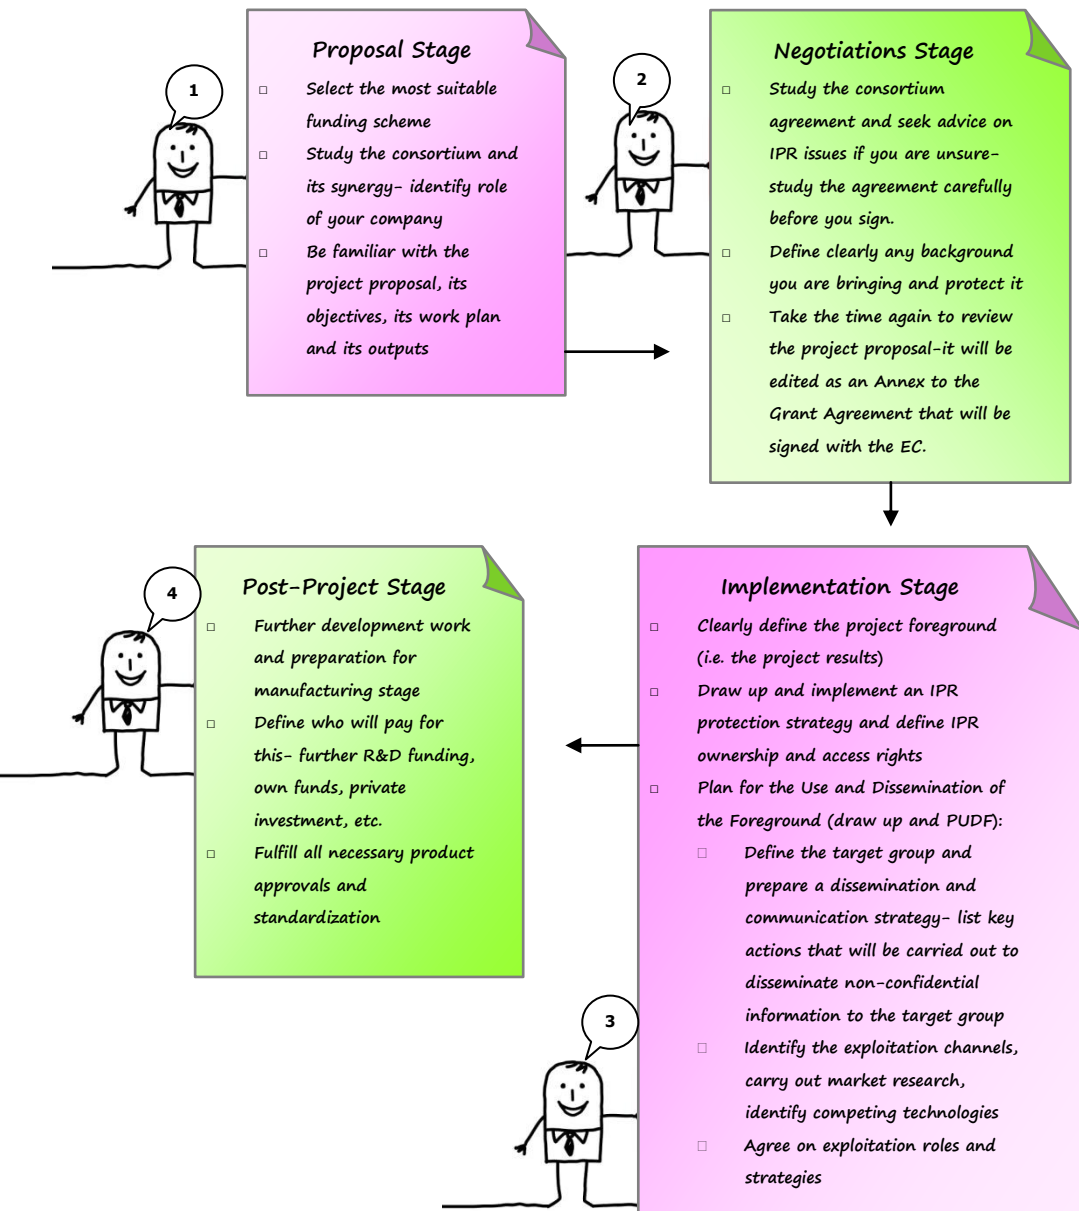 1
Proposal Stage
□ Select the most suitable
funding scheme
□ Study the consortium and
its synergy- identify role
of your company
□ Be familiar with the
project proposal, its
objectives, its work plan
and its outputs
2
Negotiations Stage
□ Study the consortium
agreement and seek advice on
IPR issues if you are unsure-
study the agreement carefully
before you sign.
□ Define clearly any background
you are bringing and protect it
□ Take the time again to review
the project proposal-it will be
edited as an Annex to the
Grant Agreement that will be
signed with the EC.
3
Implementation Stage
□ Clearly define the project foreground
(i.e. the project results)
□ Draw up and implement an IPR
protection strategy and define IPR
ownership and access rights
□ Plan for the Use and Dissemination of
the Foreground (draw up and PUDF):
□ Define the target group and
prepare a dissemination and
communication strategy- list key
actions that will be carried out to
disseminate non-confidential
information to the target group
□ Identify the exploitation channels,
carry out market research,
identify competing technologies
□ Agree on exploitation roles and
strategies
4
Post-Project Stage
□ Further development work
and preparation for
manufacturing stage
□ Define who will pay for
this- further R&D funding,
own funds, private
investment, etc.
□ Fulfill all necessary product
approvals and
standardization